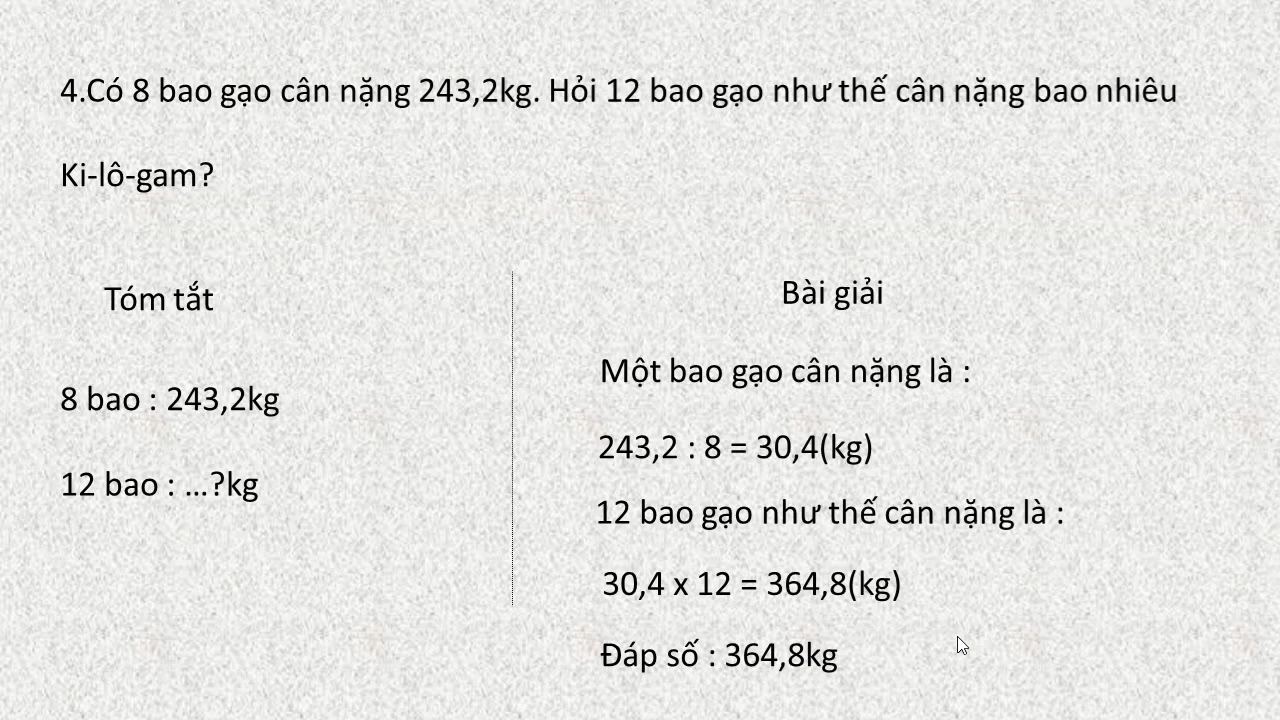 4.Có 8 bao gạo cân nặng 243,2kg. Hỏi 12 bao gạo như thế cân nặng bao nhiêu
Ki-lô-gam?
Tóm tắt
8 bao : 243,2kg
12 bao : ...?kg
Bài giải
Một bao gạo cân nặng là :
243,2 : 8 = 30,4(kg)
12 bao gạo như thế cân nặng là :
30,4 x 12 = 364,8(kg)
Đáp số : 364,8kg